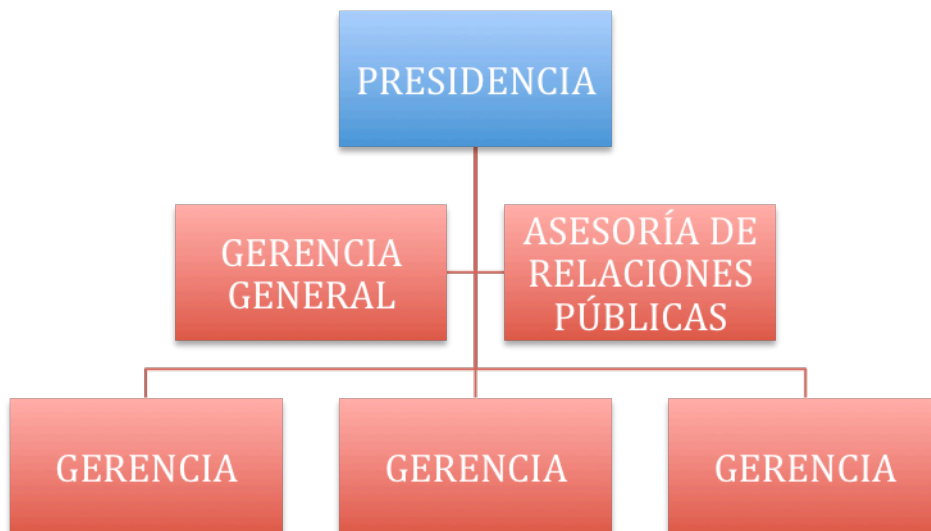 PRESIDENCIA
GERENCIA
GENERAL
ASESORÍA DE
RELACIONES
PÚBLICAS
GERENCIA
GERENCIA
GERENCIA